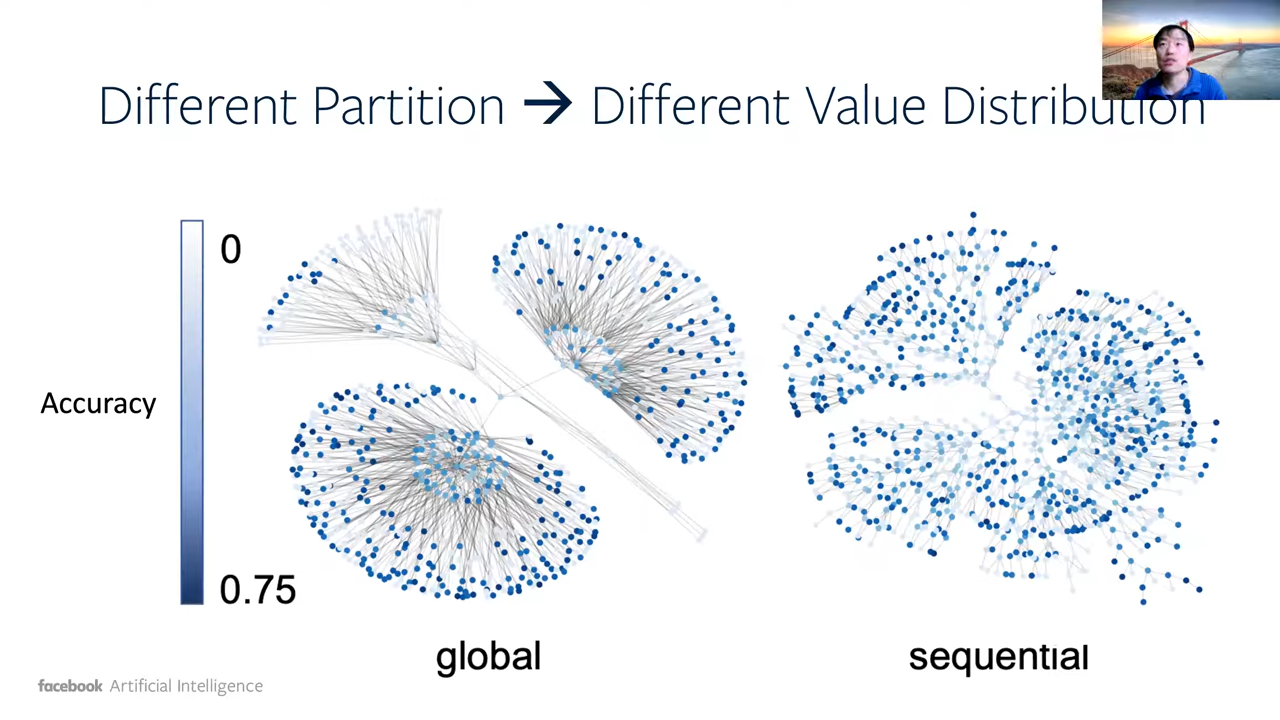 Different Partition → Different Value Distribution
0
Accuracy
0.75
global
sequential
facebook Artificial Intelligence